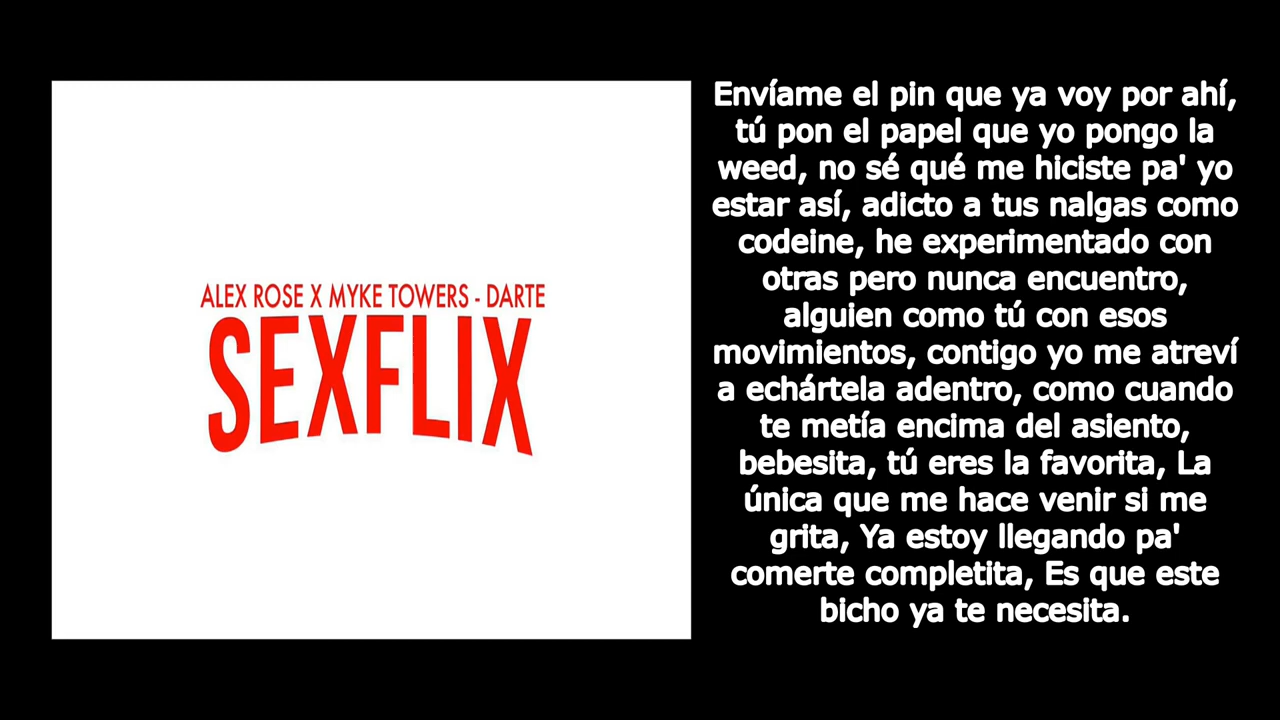 ALEX ROSE X MYKE TOWERS - DARTE
SEXFLIX
Envíame el pin que ya voy por ahí,
tú pon el papel que yo pongo la
weed, no sé qué me hiciste pa' yo
estar así, adicto a tus nalgas como
codeine, he experimentado con
otras pero nunca encuentro,
alguien como tú con esos
movimientos, contigo yo me atreví
a echártela adentro, como cuando
te metía encima del asiento,
bebesita, tú eres la favorita, La
única que me hace venir si me
grita, Ya estoy llegando pa'
comerte completita, Es que este
bicho ya te necesita.